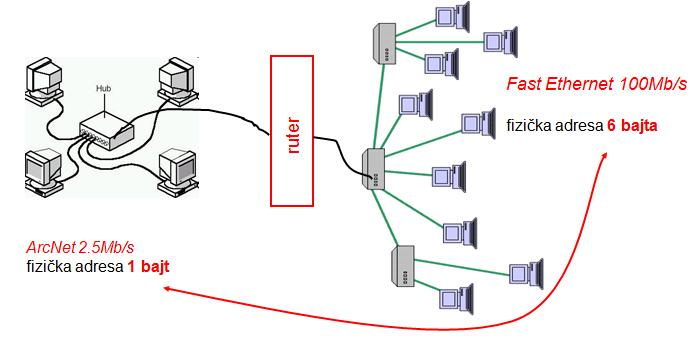 Hub
ruter
Fast Ethernet 100Mb/s
fizička adresa 6 bajta
ArcNet 2.5Mb/s
fizička adresa 1 bajt